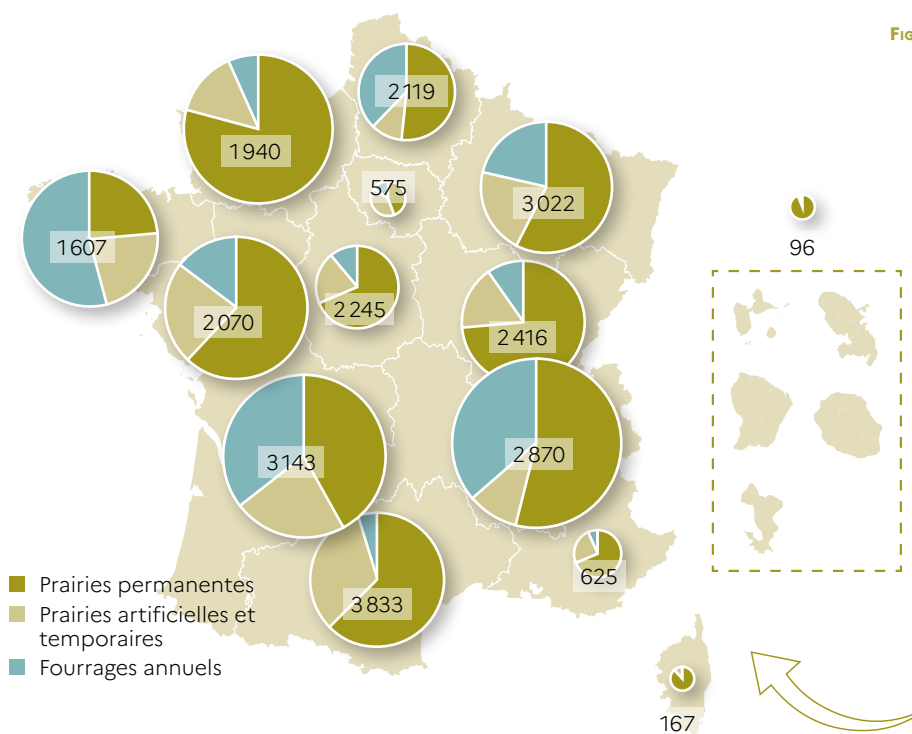 FIG
2 119
1 940
575
3 022
96
1 607
2 245
2 070
2 416
3 143
2 870
625
3 833
Prairies permanentes
Prairies artificielles et
temporaires
Fourrages annuels
167